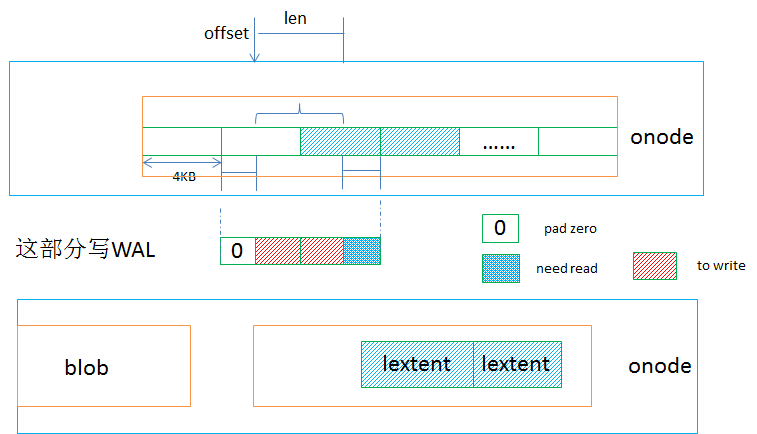 len
offset
onode
......
4KB
0
pad zero
这部分写WAL
0
need read
to write
blob
lextent
lextent
onode